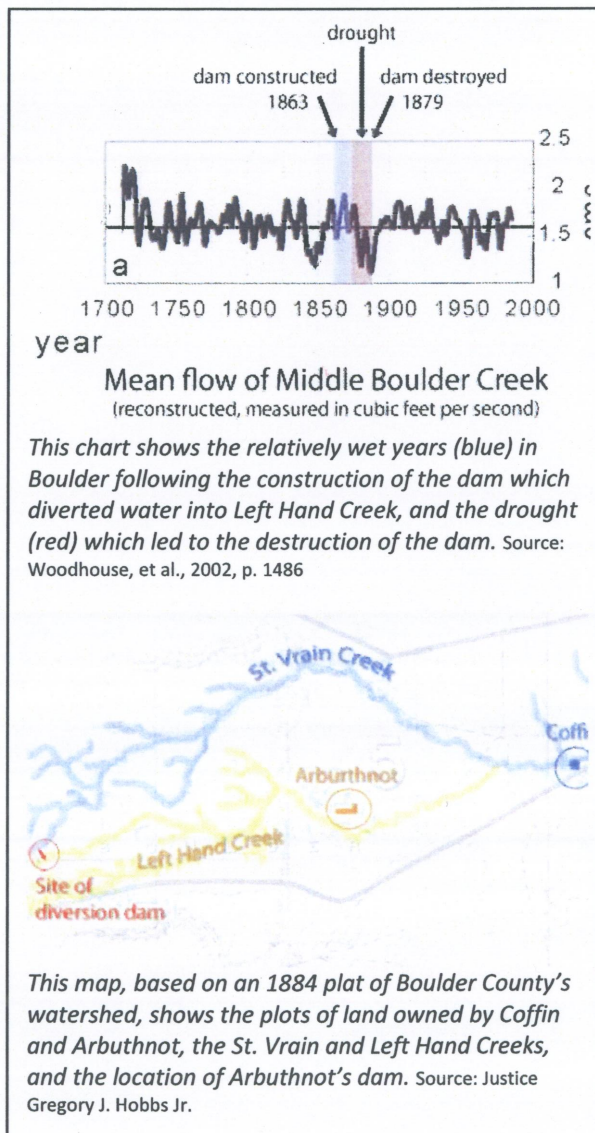 drought
dam constructed
1863
dam destroyed
1879
2.5
2
1.5
1
a
1700 1750 1800 1850 1900 1950 2000
year
Mean flow of Middle Boulder Creek
(reconstructed, measured in cubic feet per second)
This chart shows the relatively wet years (blue) in
Boulder following the construction of the dam which
diverted water into Left Hand Creek, and the drought
(red) which led to the destruction of the dam. Source:
Woodhouse, et al., 2002, p. 1486
St. Vrain Creek
Coffi
Arburthnot
Left Hand Creek
Site of
diversion dam
This map, based on an 1884 plat of Boulder County's
watershed, shows the plots of land owned by Coffin
and Arbuthnot, the St. Vrain and Left Hand Creeks,
and the location of Arbuthnot's dam. Source: Justice
Gregory J. Hobbs Jr.